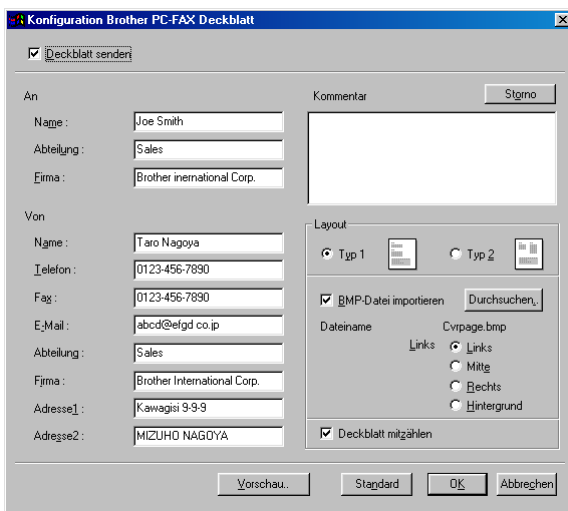 Konfiguration Brother PC-FAX Deckblatt
Deckblatt senden
An
Name :
Joe Smith
Abteilung :
Sales
Firma :
Brother inernational Corp.
Kommentar
Storno
Von
Name :
Taro Nagoya
Telefon :
0123-456-7890
Fax :
0123-456-7890
E-Mail :
abcd@efgd co.jp
Abteilung :
Sales
Firma :
Brother International Corp.
Adresse1 :
Kawagisi 9-9-9
Adresse2 :
MIZUHO NAGOYA
Layout
Typ 1
Typ 2
BMP-Datei importieren
Durchsuchen..
Dateiname
Cvrpage.bmp
Links
Links
Mitte
Rechts
Hintergrund
Deckblatt mitzählen
Vorschau..
Standard
OK
Abbrechen